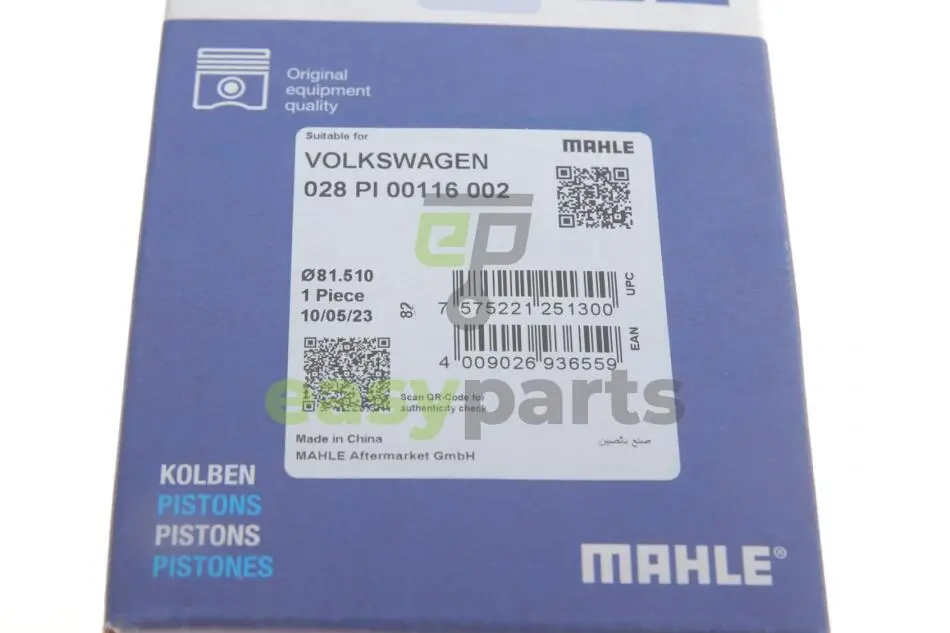 Original
equipment
quality
Suitable for
MAHLE
VOLKSWAGEN
028 PI 00116 002
ep
Ø81.510
1 Piece
10/05/23
82
7 575221 251300
UPC
4 009026 936559
EAN
easyparts
Scan QR-Code for
authenticity check
Made in China
صنع بالصين
MAHLE Aftermarket GmbH
KOLBEN
PISTONS
PISTONS
PISTONES
MAHLE®